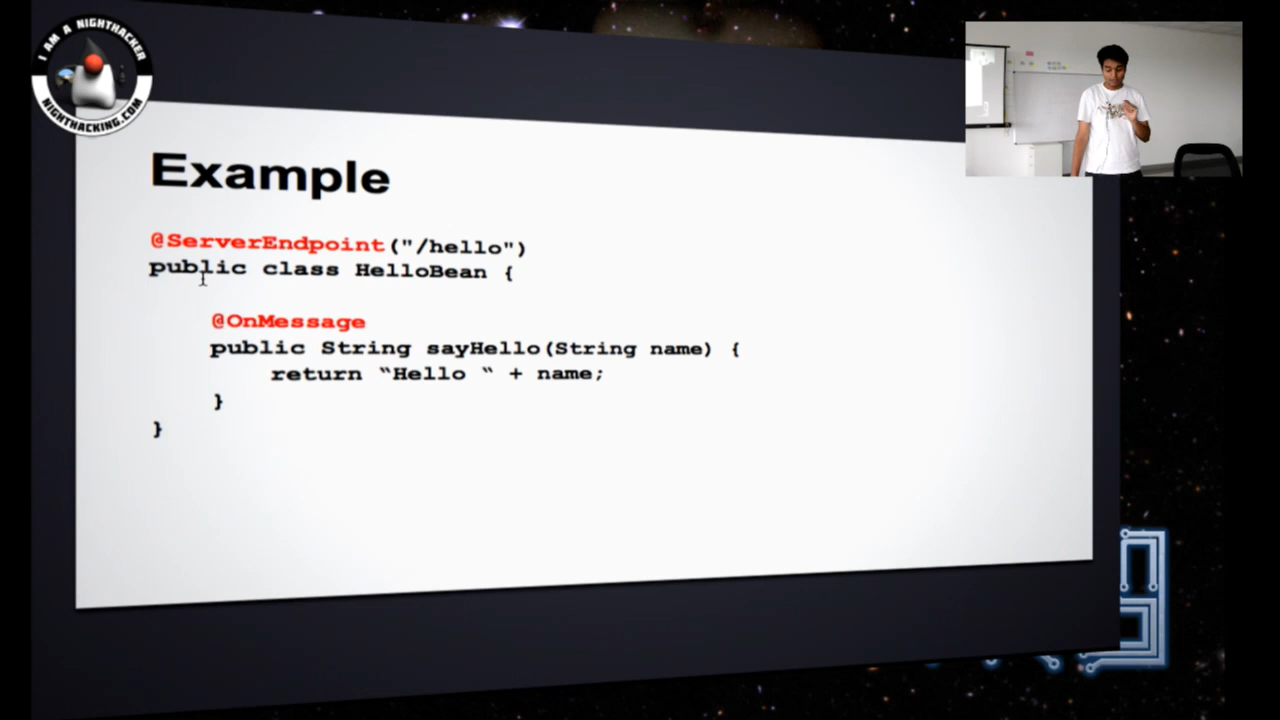 I AM A NIGHTHACKER
NIGHTHACKING.COM
Example
@ServerEndpoint("/hello")
public class HelloBean {
@OnMessage
public String sayHello(String name) {
return “Hello “ + name;
}
}